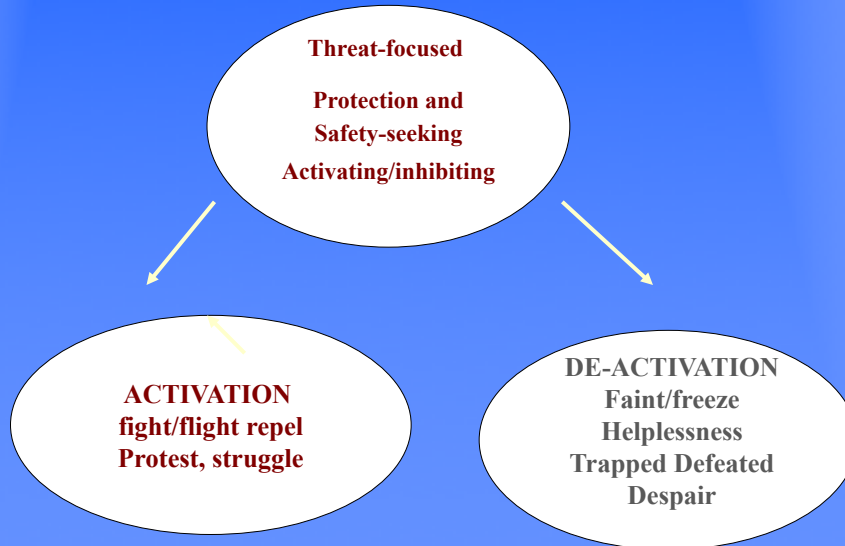 Threat-focused
Protection and
Safety-seeking
Activating/inhibiting
ACTIVATION
fight/flight repel
Protest, struggle
DE-ACTIVATION
Faint/freeze
Helplessness
Trapped Defeated
Despair